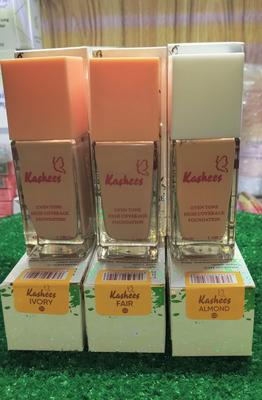 Kashees
EVEN TONE
HIGH COVERAGE
FOUNDATION
Kashees
EVEN TONE
HIGH COVERAGE
FOUNDATION
Kashees
EVEN TONE
HIGH COVERAGE
FOUNDATION
Kashees
IVORY
Kashees
FAIR
Kashees
ALMOND